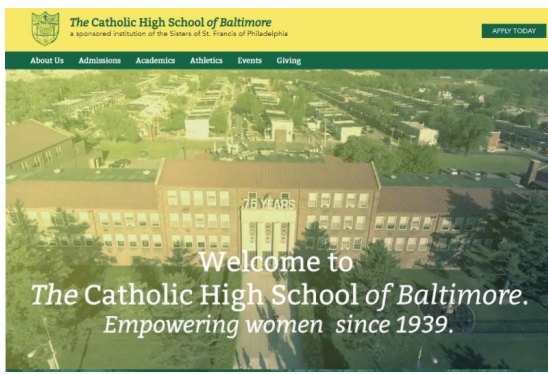 The Catholic High School of Baltimore
a sponsored institution of the Sisters of St. Francis of Philadelphia
APPLY TODAY
About Us Admissions Academics Athletics Events Giving
75 YEARS
Welcome to
The Catholic High School of Baltimore.
Empowering women since 1939.